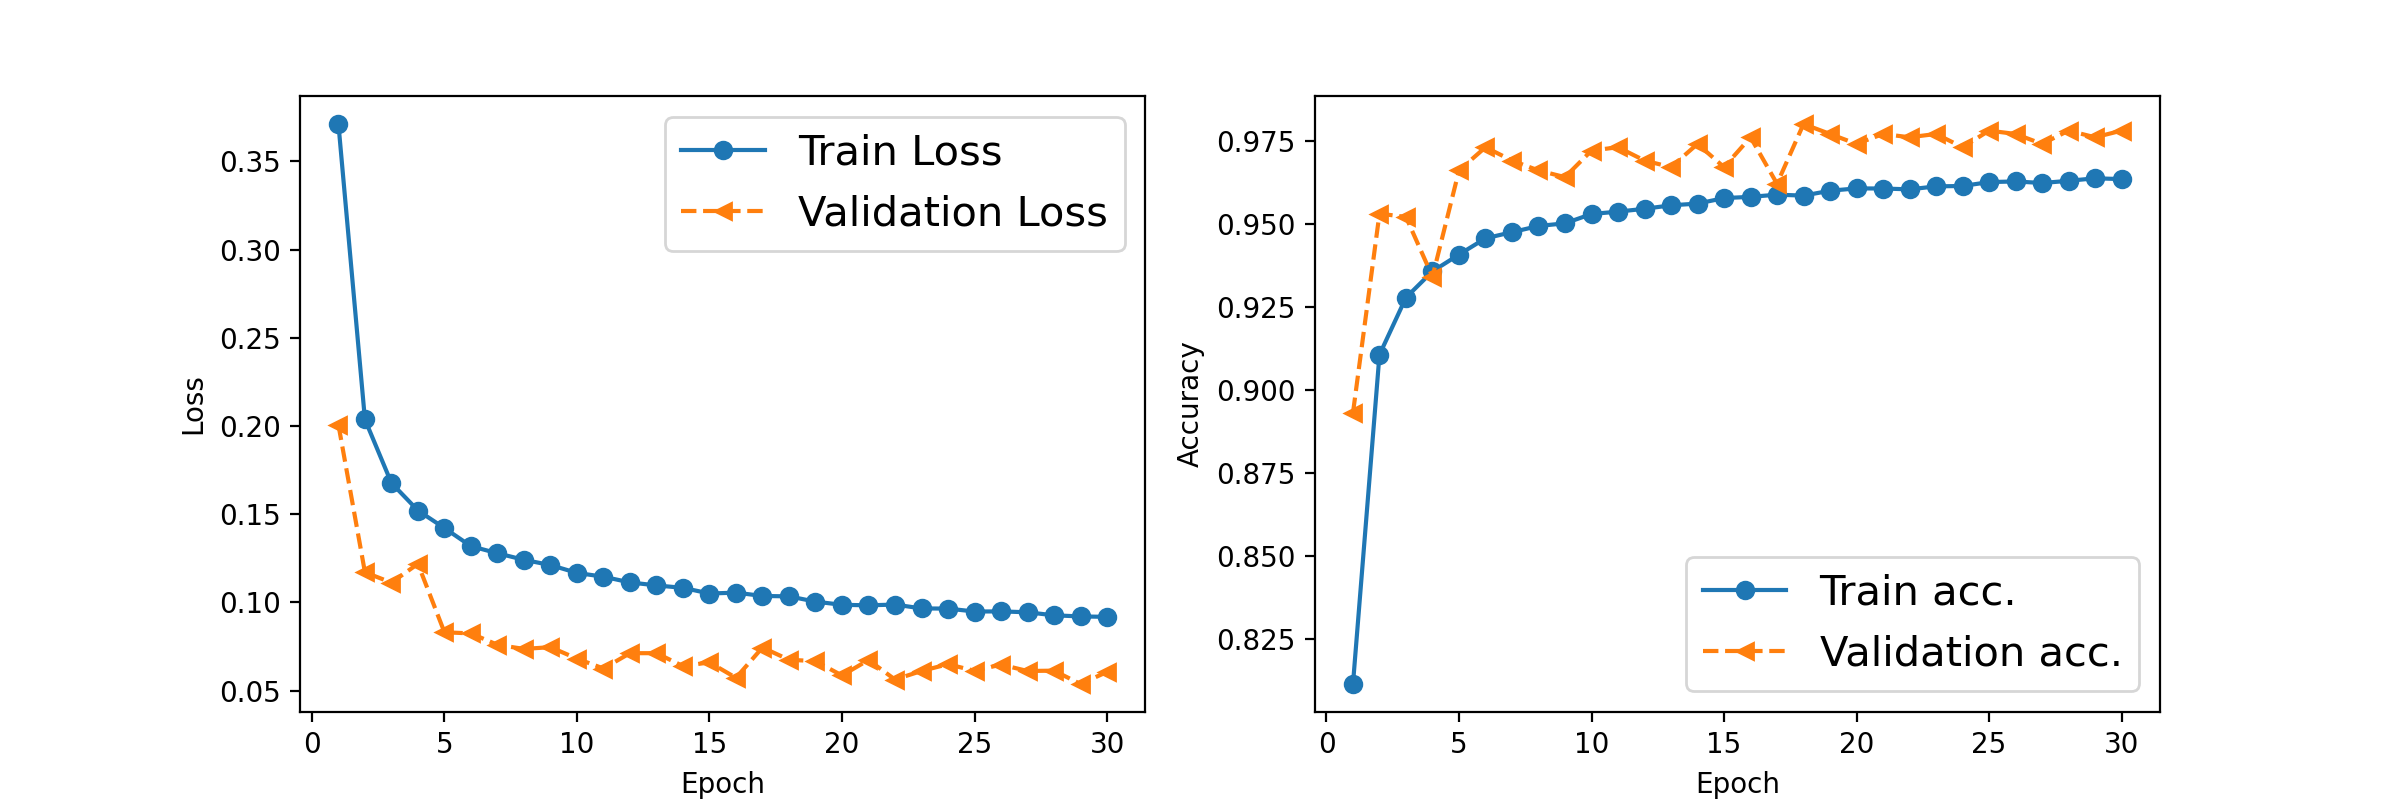 Train Loss
Validation Loss
0.35
0.30
0.25
0.20
0.15
0.10
0.05
Loss
0 5 10 15 20 25 30
Epoch
Train acc.
Validation acc.
0.975
0.950
0.925
0.900
0.875
0.850
0.825
Accuracy
0 5 10 15 20 25 30
Epoch